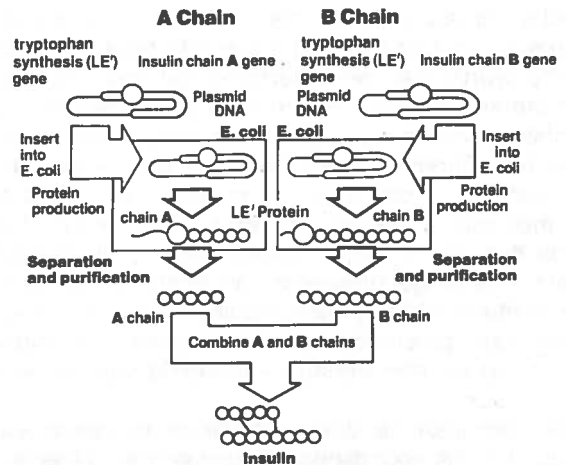 A Chain
B Chain
tryptophan
synthesis (LE')
gene
Insulin chain A gene
tryptophan
synthesis (LE')
gene
Insulin chain B gene
Plasmid
DNA
Plasmid
DNA
E. coli
E. coli
Insert
into
E. coli
Insert
into
E. coli
Protein
production
Protein
production
chain A
LE' Protein
chain B
Separation
and purification
Separation
and purification
A chain
B chain
Combine A and B chains
Insulin